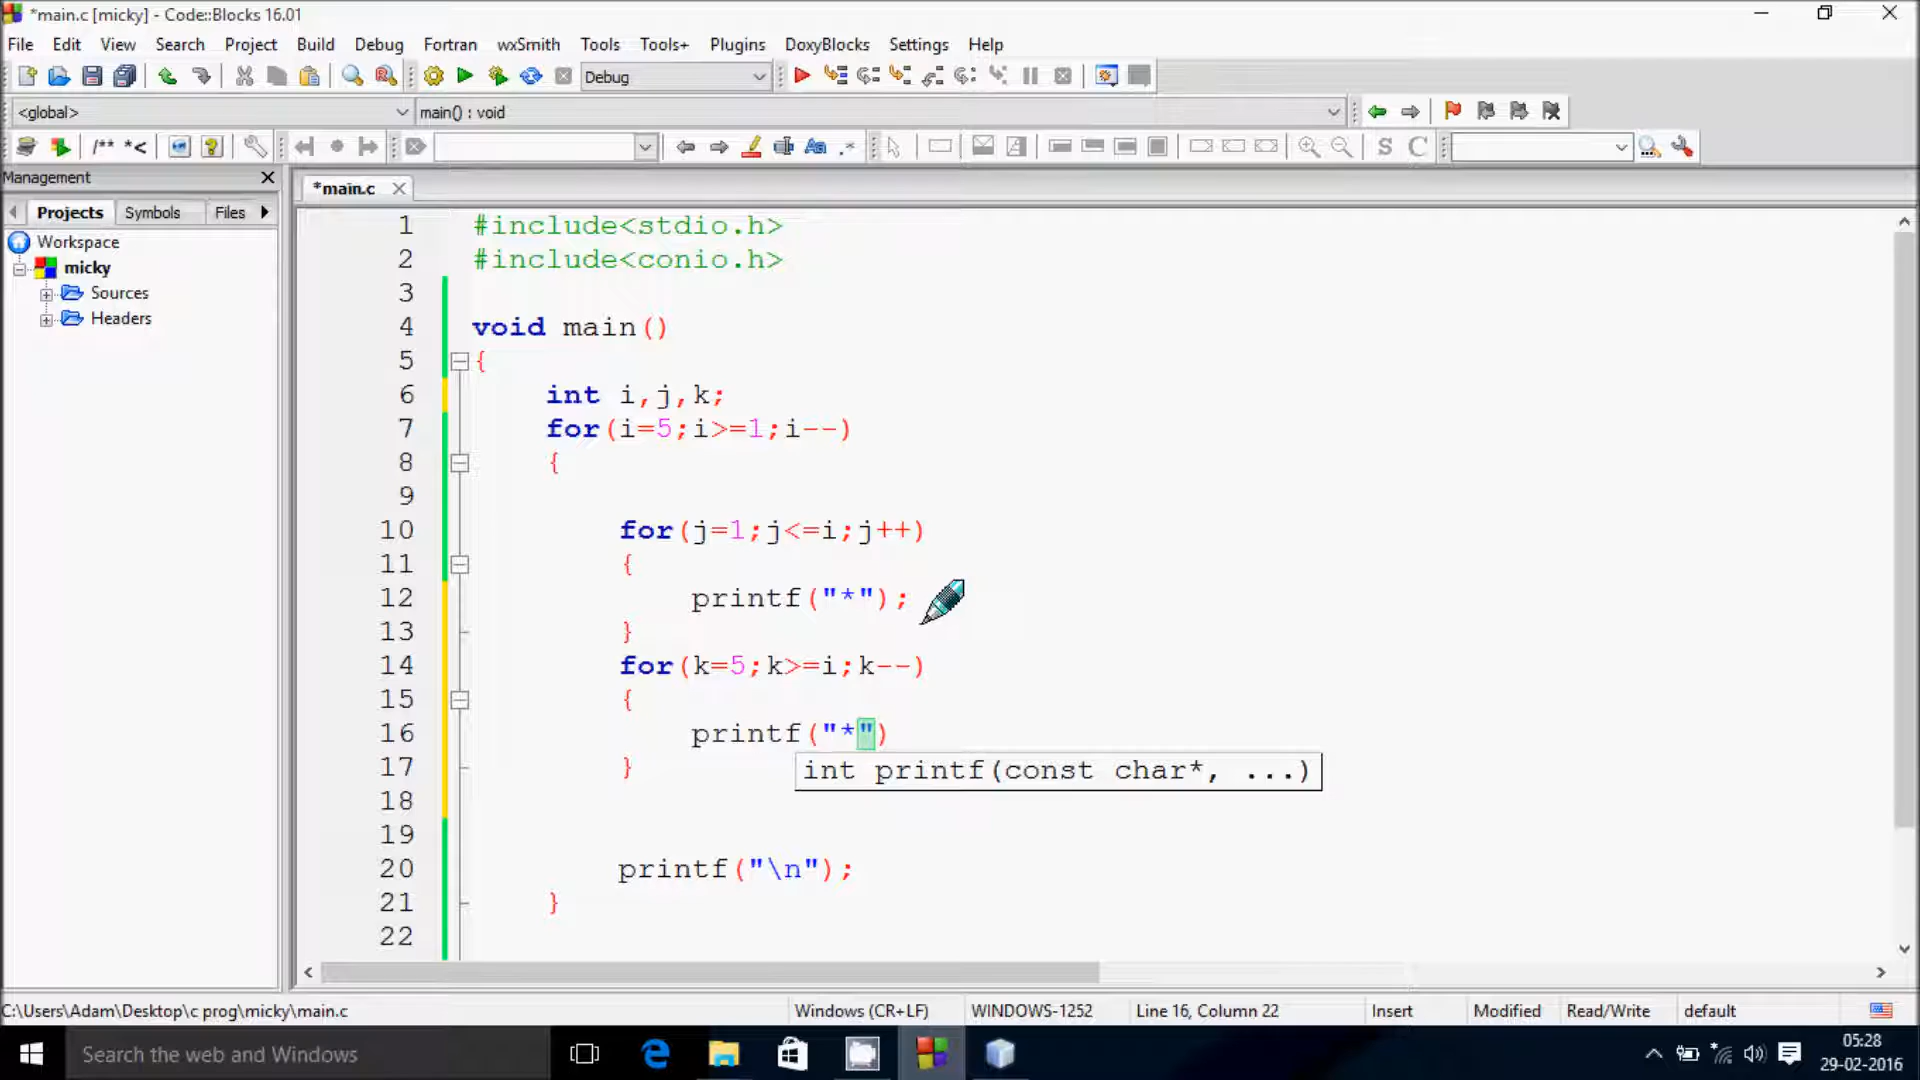 *main.c [micky] - Code::Blocks 16.01
File Edit View Search Project Build Debug Fortran wxSmith Tools Tools+ Plugins DoxyBlocks Settings Help
Debug
<global> main() : void
/** *<
S C
Management
*main.c
Projects Symbols Files
Workspace
micky
Sources
Headers
1 #include<stdio.h>
2 #include<conio.h>
3
4 void main()
5 {
6 int i,j,k;
7 for(i=5;i>=1;i--)
8 {
9
10 for(j=1;j<=i;j++)
11 {
12 printf("*");
13 }
14 for(k=5;k>=i;k--)
15 {
16 printf("*")
17 }
int printf(const char*, ...)
18
19
20 printf("\n");
21 }
22
C:\Users\Adam\Desktop\c prog\micky\main.c Windows (CR+LF) WINDOWS-1252 Line 16, Column 22 Insert Modified Read/Write default
Search the web and Windows
05:28
29-02-2016